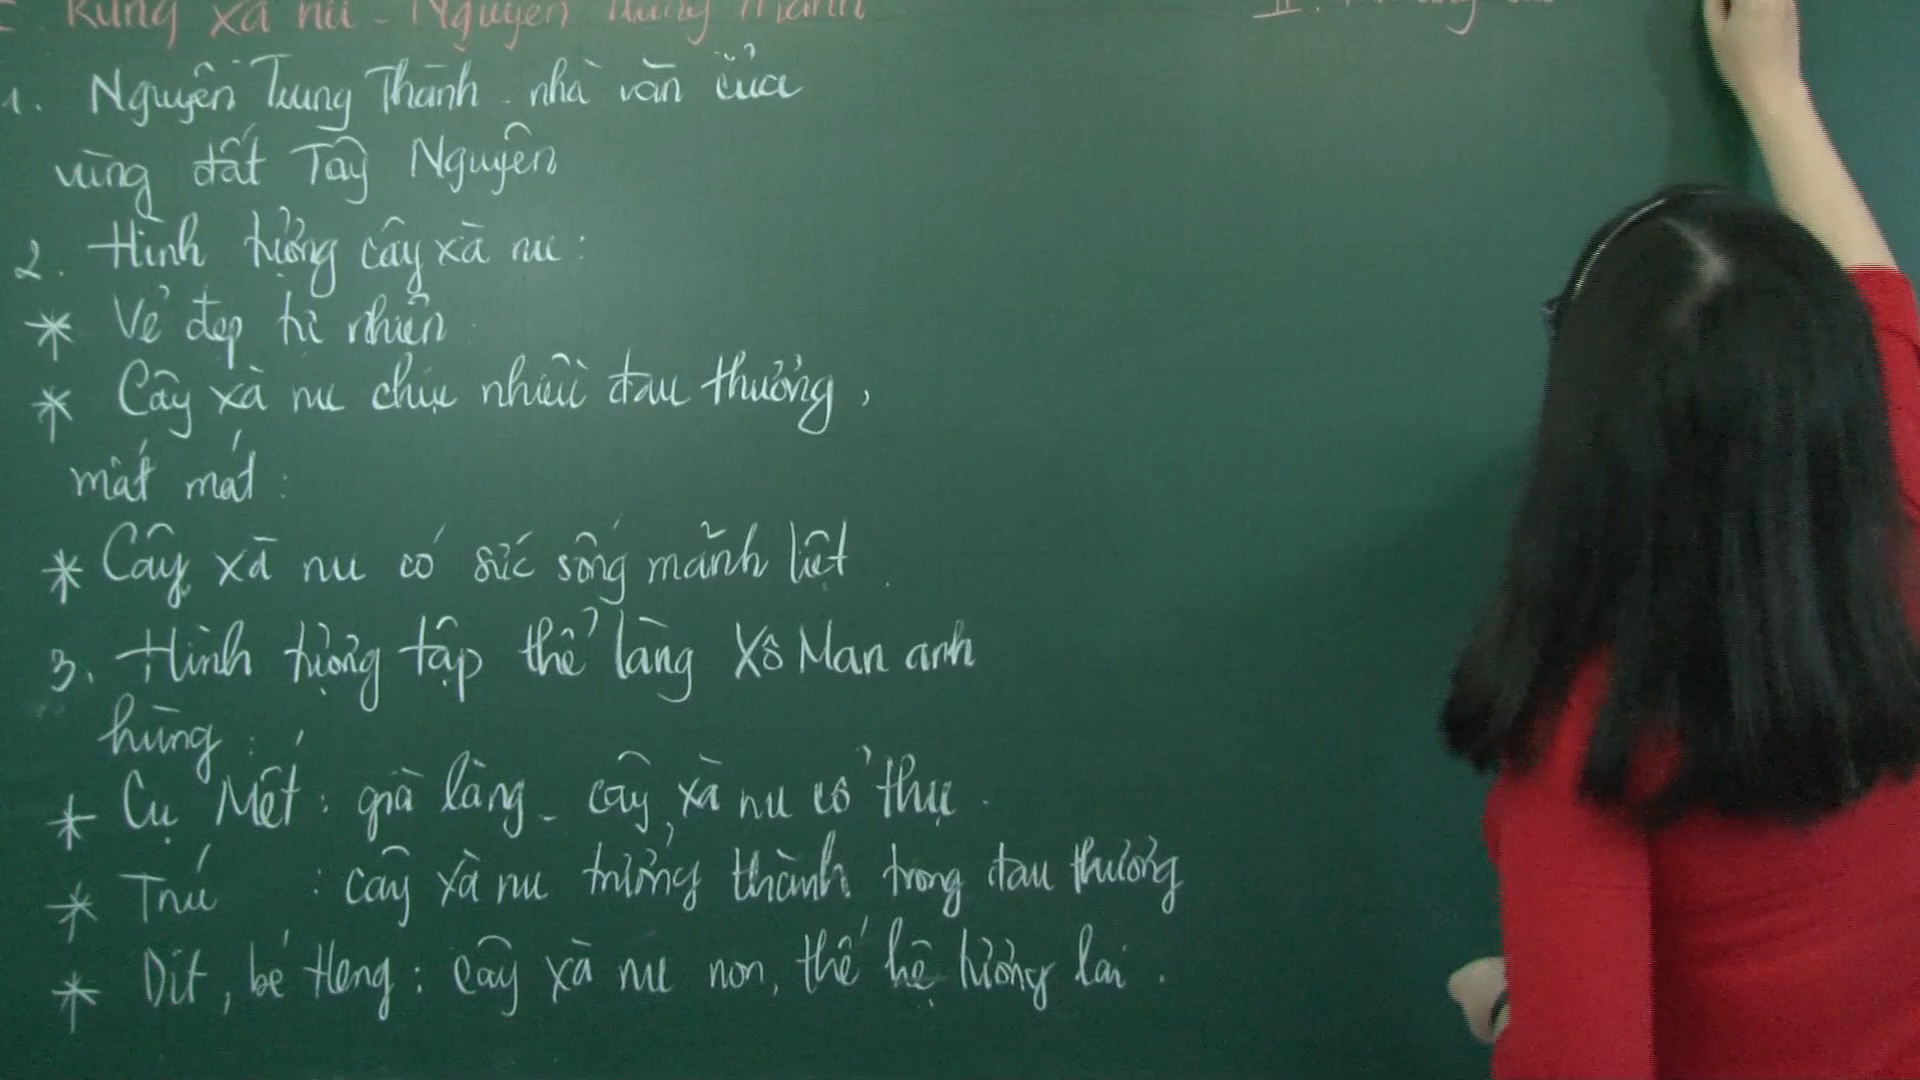 I. Rừng xà nu - Nguyễn Trung Thành
1. Nguyễn Trung Thành - nhà văn của
vùng đất Tây Nguyên
2. Hình tượng cây xà nu :
* Vẻ đẹp tự nhiên
* Cây xà nu chịu nhiều đau thương,
mất mát :
* Cây xà nu có sức sống mãnh liệt.
3. Hình tượng tập thể làng Xô Man anh
hùng :
* Cụ Mết : già làng - cây xà nu cổ thụ.
* Tnú : cây xà nu trưởng thành trong đau thương
* Dít, bé Heng : cây xà nu non, thế hệ tương lai.
II.